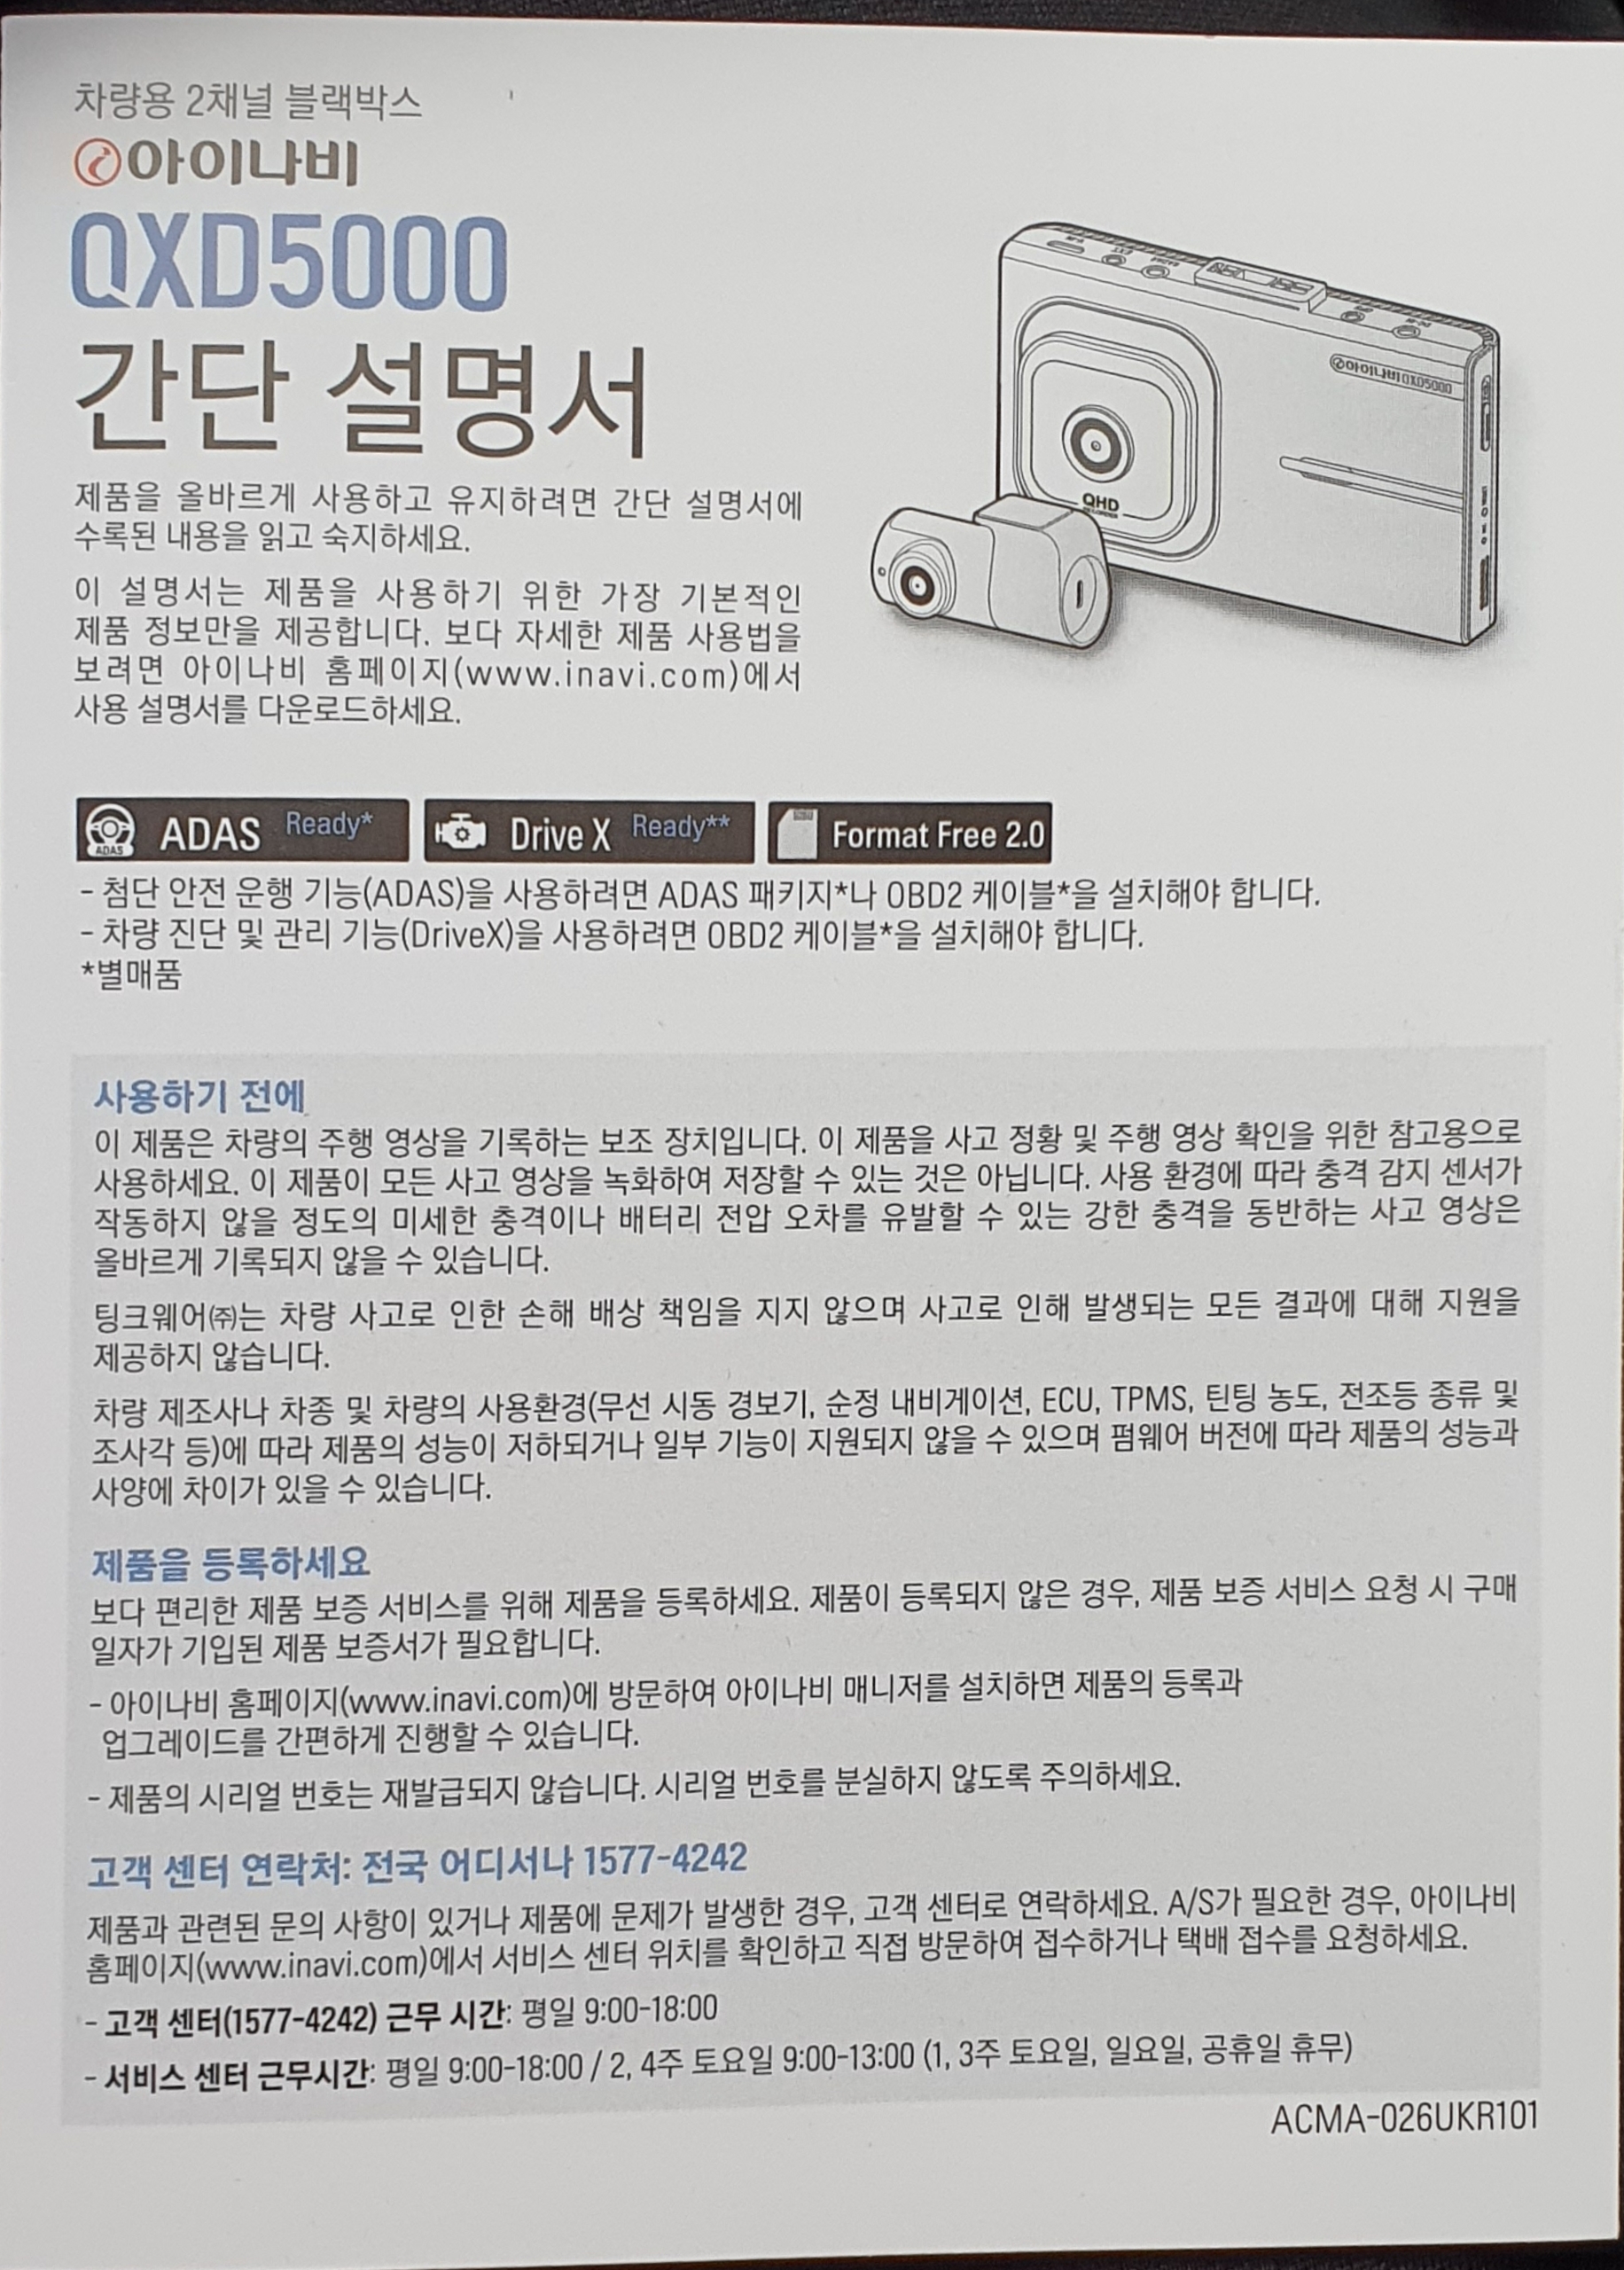 차량용 2채널 블랙박스
아이나비
QXD5000
간단 설명서
제품을 올바르게 사용하고 유지하려면 간단 설명서에
수록된 내용을 읽고 숙지하세요.
이 설명서는 제품을 사용하기 위한 가장 기본적인
제품 정보만을 제공합니다. 보다 자세한 제품 사용법을
보려면 아이나비 홈페이지(www.inavi.com)에서
사용 설명서를 다운로드하세요.
아이나비 QXD5000
QHD
ADAS Ready* Drive X Ready** Format Free 2.0
ADAS
- 첨단 안전 운행 기능(ADAS)을 사용하려면 ADAS 패키지*나 OBD2 케이블*을 설치해야 합니다.
- 차량 진단 및 관리 기능(DriveX)을 사용하려면 OBD2 케이블*을 설치해야 합니다.
*별매품
사용하기 전에
이 제품은 차량의 주행 영상을 기록하는 보조 장치입니다. 이 제품을 사고 정황 및 주행 영상 확인을 위한 참고용으로
사용하세요. 이 제품이 모든 사고 영상을 녹화하여 저장할 수 있는 것은 아닙니다. 사용 환경에 따라 충격 감지 센서가
작동하지 않을 정도의 미세한 충격이나 배터리 전압 오차를 유발할 수 있는 강한 충격을 동반하는 사고 영상은
올바르게 기록되지 않을 수 있습니다.
팅크웨어㈜는 차량 사고로 인한 손해 배상 책임을 지지 않으며 사고로 인해 발생되는 모든 결과에 대해 지원을
제공하지 않습니다.
차량 제조사나 차종 및 차량의 사용환경(무선 시동 경보기, 순정 내비게이션, ECU, TPMS, 틴팅 농도, 전조등 종류 및
조사각 등)에 따라 제품의 성능이 저하되거나 일부 기능이 지원되지 않을 수 있으며 펌웨어 버전에 따라 제품의 성능과
사양에 차이가 있을 수 있습니다.
제품을 등록하세요
보다 편리한 제품 보증 서비스를 위해 제품을 등록하세요. 제품이 등록되지 않은 경우, 제품 보증 서비스 요청 시 구매
일자가 기입된 제품 보증서가 필요합니다.
- 아이나비 홈페이지(www.inavi.com)에 방문하여 아이나비 매니저를 설치하면 제품의 등록과
업그레이드를 간편하게 진행할 수 있습니다.
- 제품의 시리얼 번호는 재발급되지 않습니다. 시리얼 번호를 분실하지 않도록 주의하세요.
고객 센터 연락처: 전국 어디서나 1577-4242
제품과 관련된 문의 사항이 있거나 제품에 문제가 발생한 경우, 고객 센터로 연락하세요. A/S가 필요한 경우, 아이나비
홈페이지(www.inavi.com)에서 서비스 센터 위치를 확인하고 직접 방문하여 접수하거나 택배 접수를 요청하세요.
- 고객 센터(1577-4242) 근무 시간: 평일 9:00-18:00
- 서비스 센터 근무시간: 평일 9:00-18:00 / 2, 4주 토요일 9:00-13:00 (1, 3주 토요일, 일요일, 공휴일 휴무)
ACMA-026UKR101